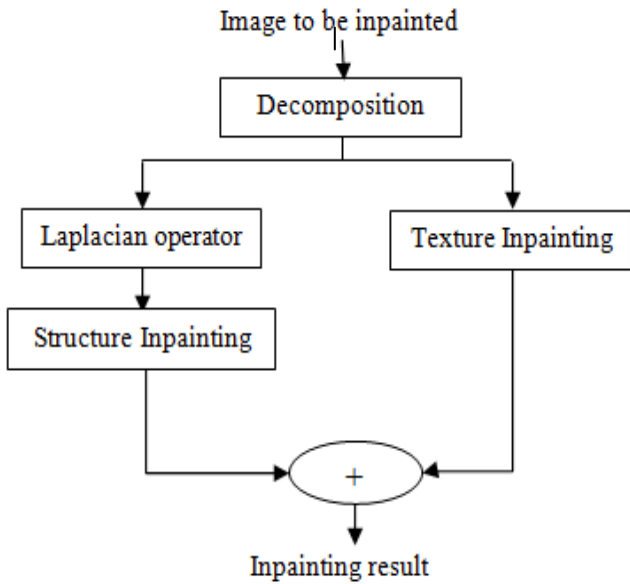 Image to be inpainted
Decomposition
Laplacian operator
Texture Inpainting
Structure Inpainting
+
Inpainting result